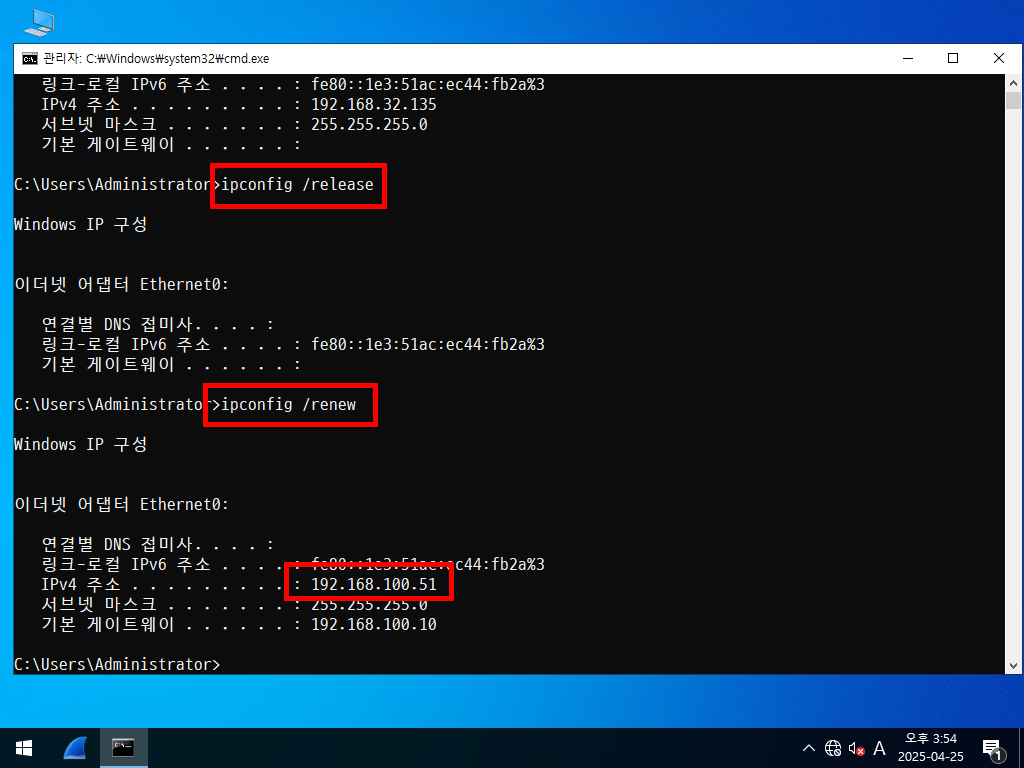 관리자: C:₩Windows₩system32₩cmd.exe
링크-로컬 IPv6 주소 . . . . : fe80::1e3:51ac:ec44:fb2a%3
IPv4 주소 . . . . . . . . . : 192.168.32.135
서브넷 마스크 . . . . . . . : 255.255.255.0
기본 게이트웨이 . . . . . . :
C:\Users\Administrator>ipconfig /release
Windows IP 구성
이더넷 어댑터 Ethernet0:
연결별 DNS 접미사. . . . :
링크-로컬 IPv6 주소 . . . . : fe80::1e3:51ac:ec44:fb2a%3
기본 게이트웨이 . . . . . . :
C:\Users\Administrator>ipconfig /renew
Windows IP 구성
이더넷 어댑터 Ethernet0:
연결별 DNS 접미사. . . . :
링크-로컬 IPv6 주소 . . . . : fe80::1e3:51ac:ec44:fb2a%3
IPv4 주소 . . . . . . . . . : 192.168.100.51
서브넷 마스크 . . . . . . . : 255.255.255.0
기본 게이트웨이 . . . . . . : 192.168.100.10
C:\Users\Administrator>
A
오후 3:54
2025-04-25
1